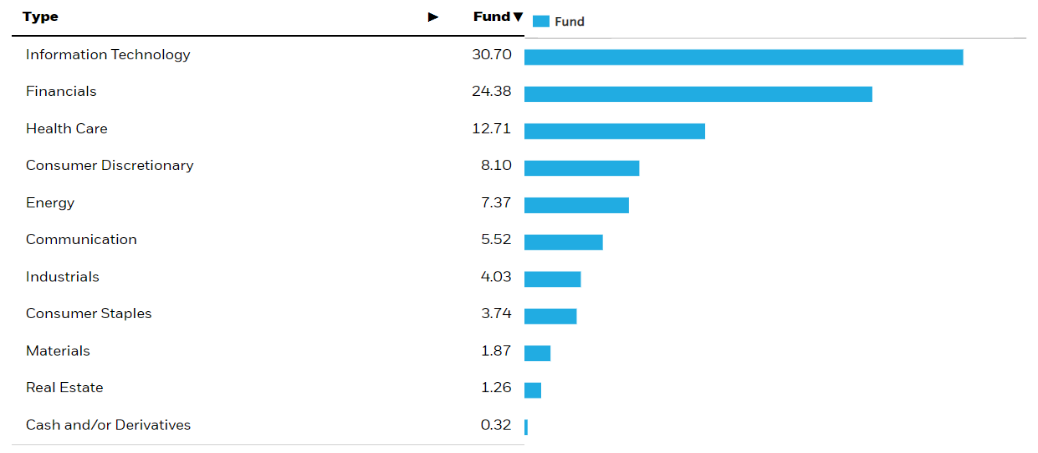 Type ► Fund ▼ Fund
Information Technology 30.70
Financials 24.38
Health Care 12.71
Consumer Discretionary 8.10
Energy 7.37
Communication 5.52
Industrials 4.03
Consumer Staples 3.74
Materials 1.87
Real Estate 1.26
Cash and/or Derivatives 0.32